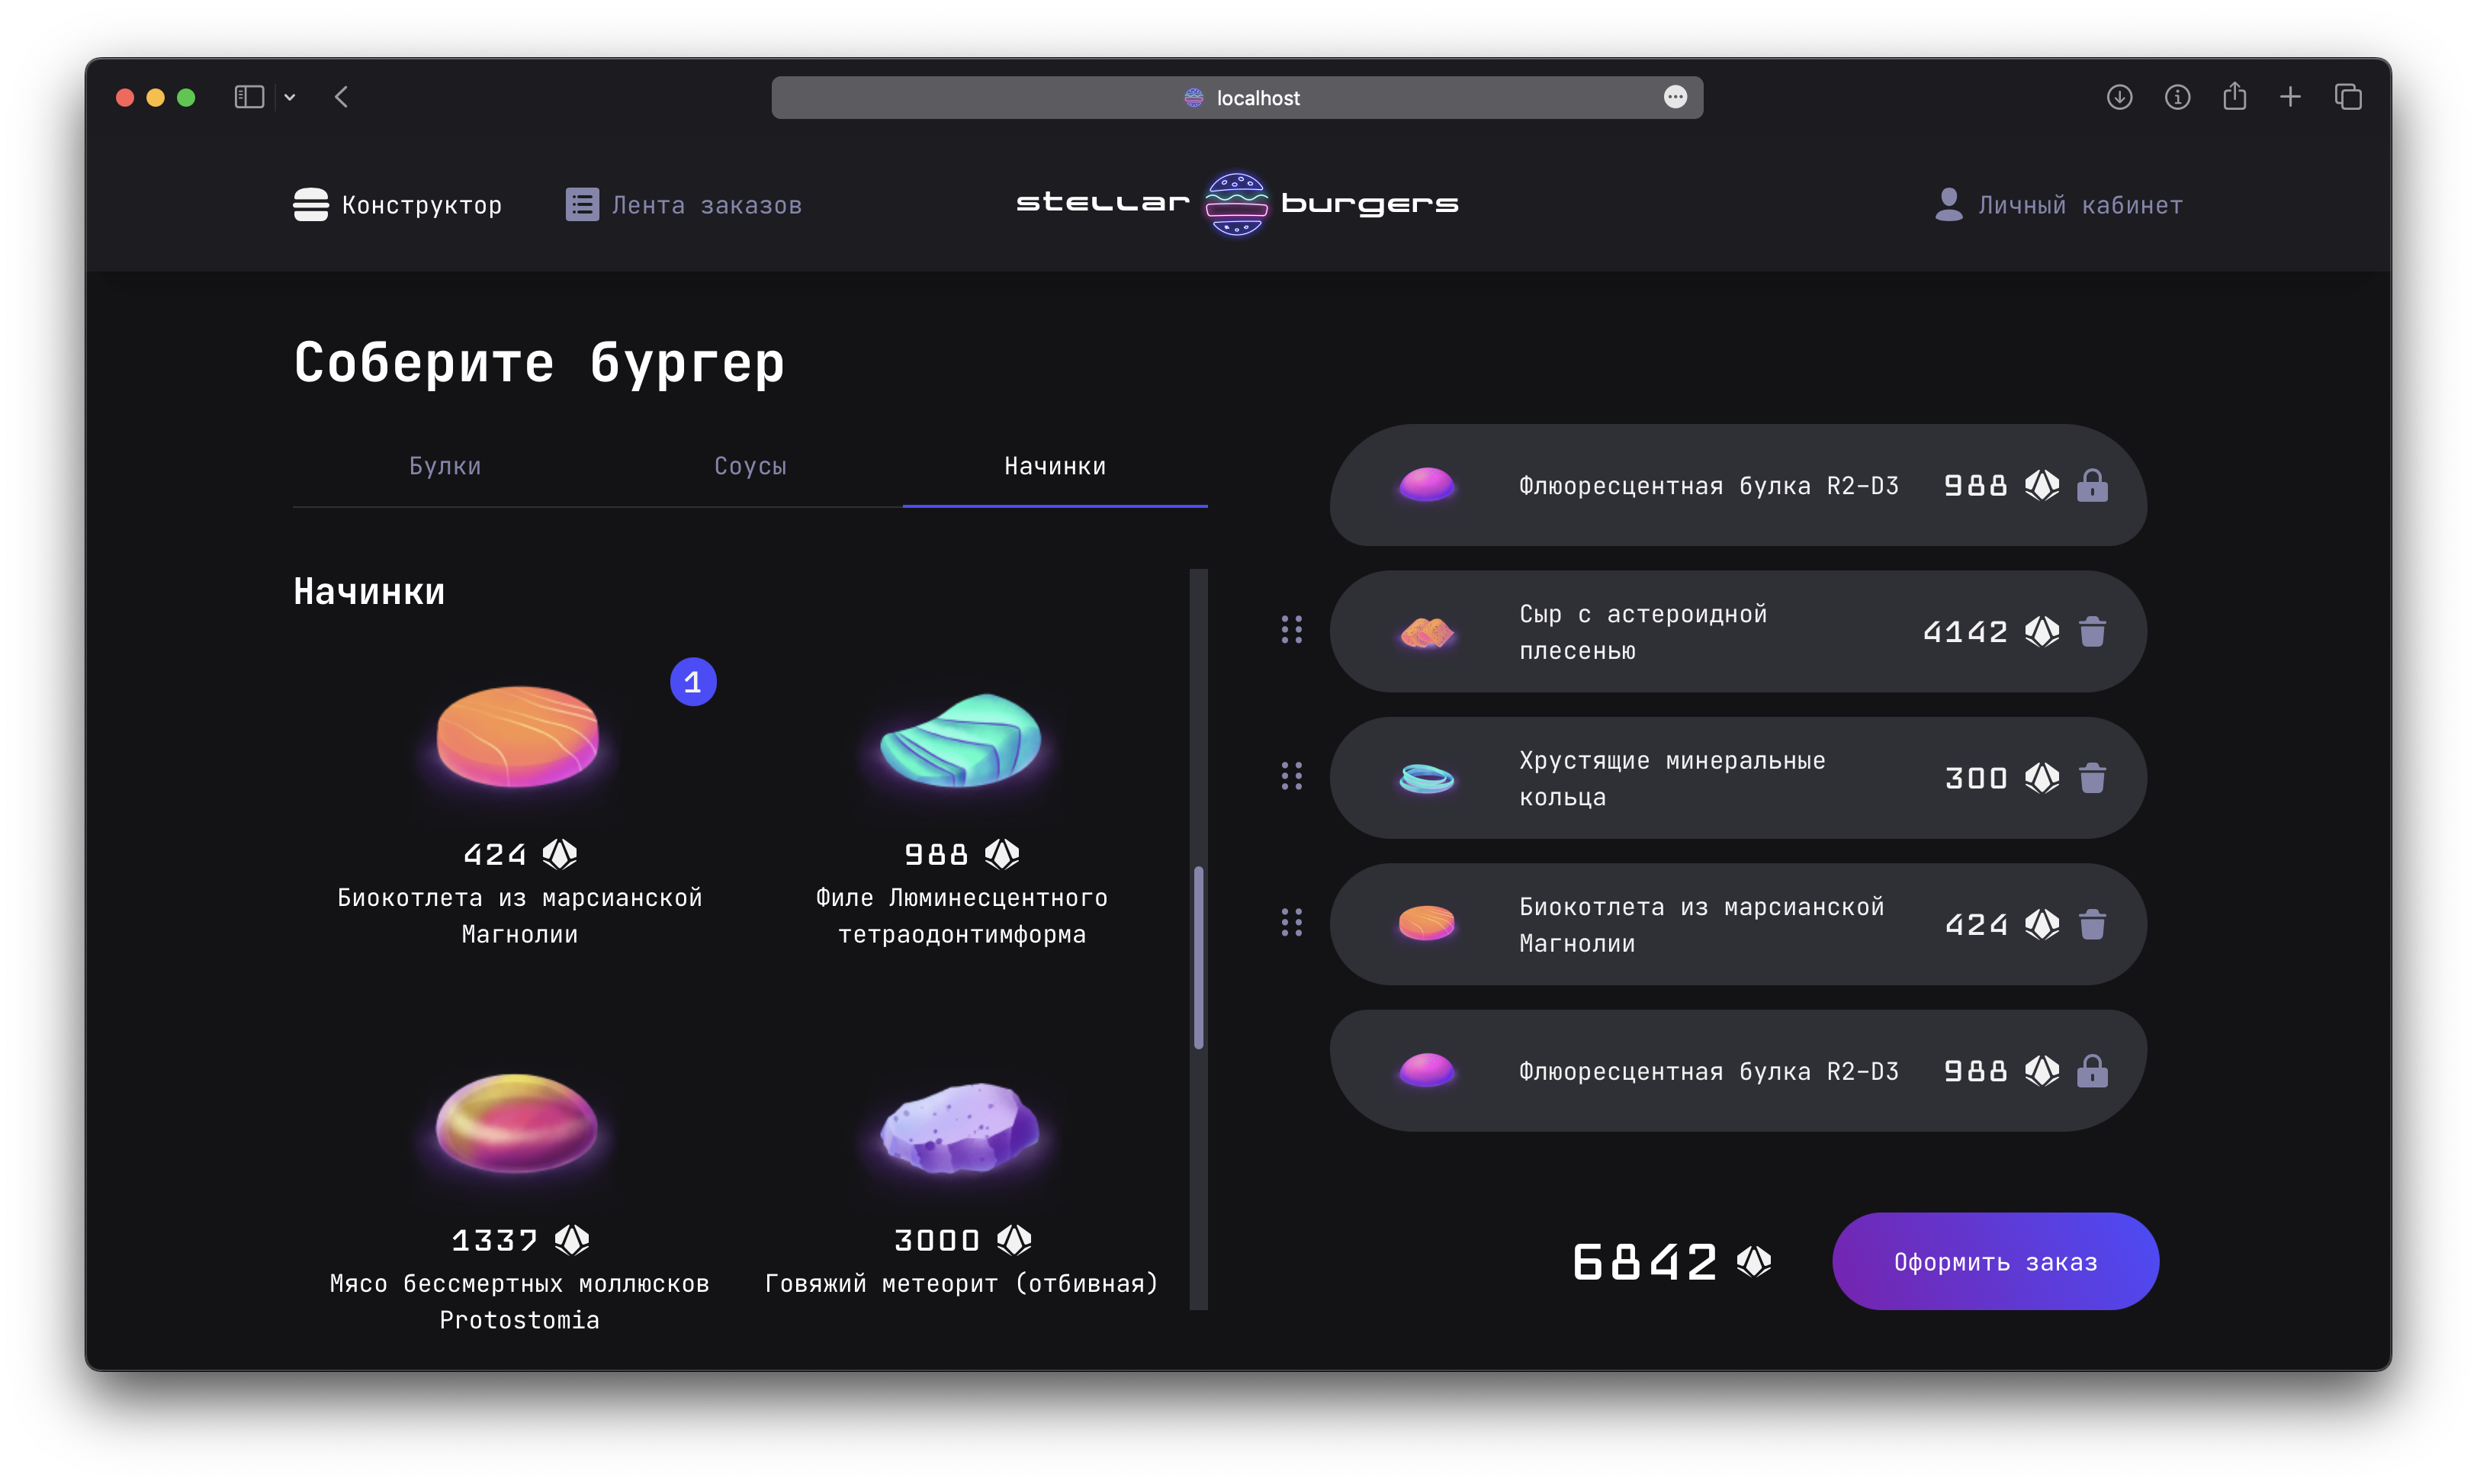 localhost
Конструктор
Лента заказов
stellar burgers
Личный кабинет
Соберите бургер
Булки
Соусы
Начинки
Начинки
1
424
Биокотлета из марсианской
Магнолии
988
Филе Люминесцентного
тетраодонтимформа
1337
Мясо бессмертных моллюсков
Protostomia
3000
Говяжий метеорит (отбивная)
Флюоресцентная булка R2-D3
988
Сыр с астероидной
плесенью
4142
Хрустящие минеральные
кольца
300
Биокотлета из марсианской
Магнолии
424
Флюоресцентная булка R2-D3
988
6842
Оформить заказ